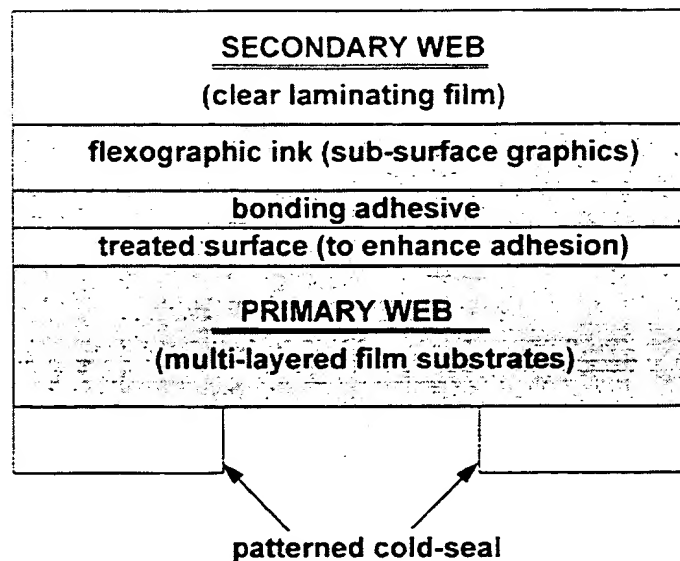 SECONDARY WEB
(clear laminating film)
flexographic ink (sub-surface graphics)
bonding adhesive
treated surface (to enhance adhesion)
PRIMARY WEB
(multi-layered film substrates)
patterned cold-seal